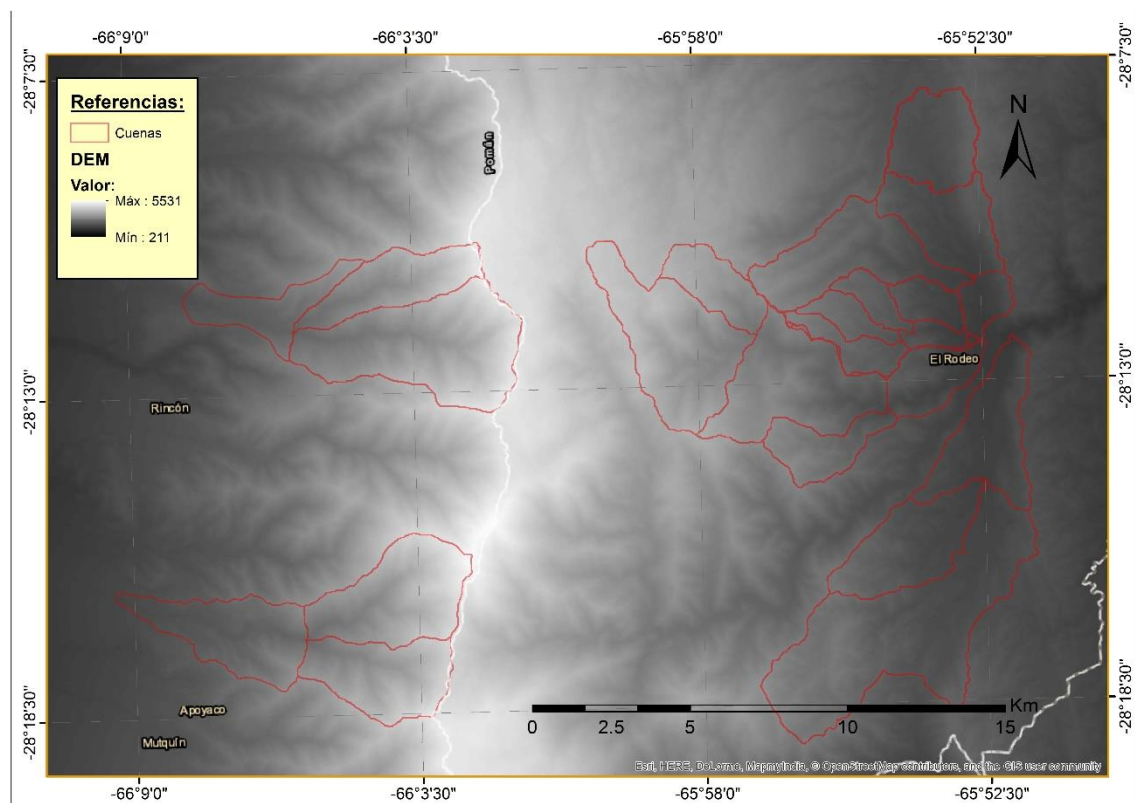 -66°9'0" -66°3'30" -65°58'0" -65°52'30"
-28°7'30" -28°7'30"
Referencias:
Cuenas
DEM
Valor:
Máx : 5531
Mín : 211
Pomán
N
El Rodeo
-28°13'0" -28°13'0"
Rincón
-28°18'30" -28°18'30"
Apoyaco
Mutquín
Km
0 2.5 5 10 15
Esri, HERE, DeLorme, MapmyIndia, © OpenStreetMap contributors, and the GIS user community
-66°9'0" -66°3'30" -65°58'0" -65°52'30"